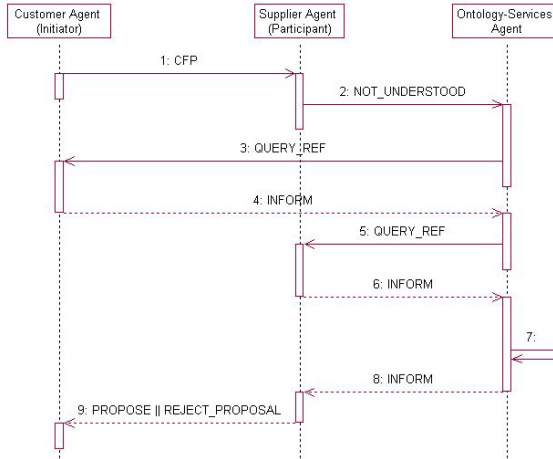 Customer Agent
(Initiator)
Supplier Agent
(Participant)
Ontology-Services
Agent
1: CFP
2: NOT_UNDERSTOOD
3: QUERY_REF
4: INFORM
5: QUERY_REF
6: INFORM
7:
8: INFORM
9: PROPOSE || REJECT_PROPOSAL